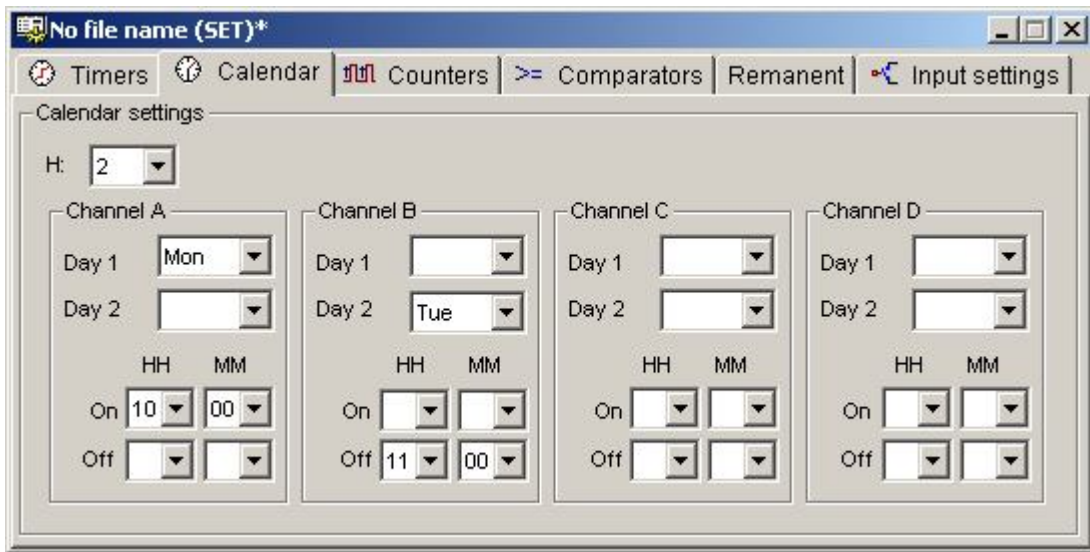 No file name (SET)*
Timers Calendar Counters >= Comparators Remanent Input settings
Calendar settings
H: 2
Channel A Channel B Channel C Channel D
Day 1 Mon Day 1 Day 1 Day 1
Day 2 Day 2 Tue Day 2 Day 2
HH MM HH MM HH MM HH MM
On 10 00 On On On
Off Off 11 00 Off Off